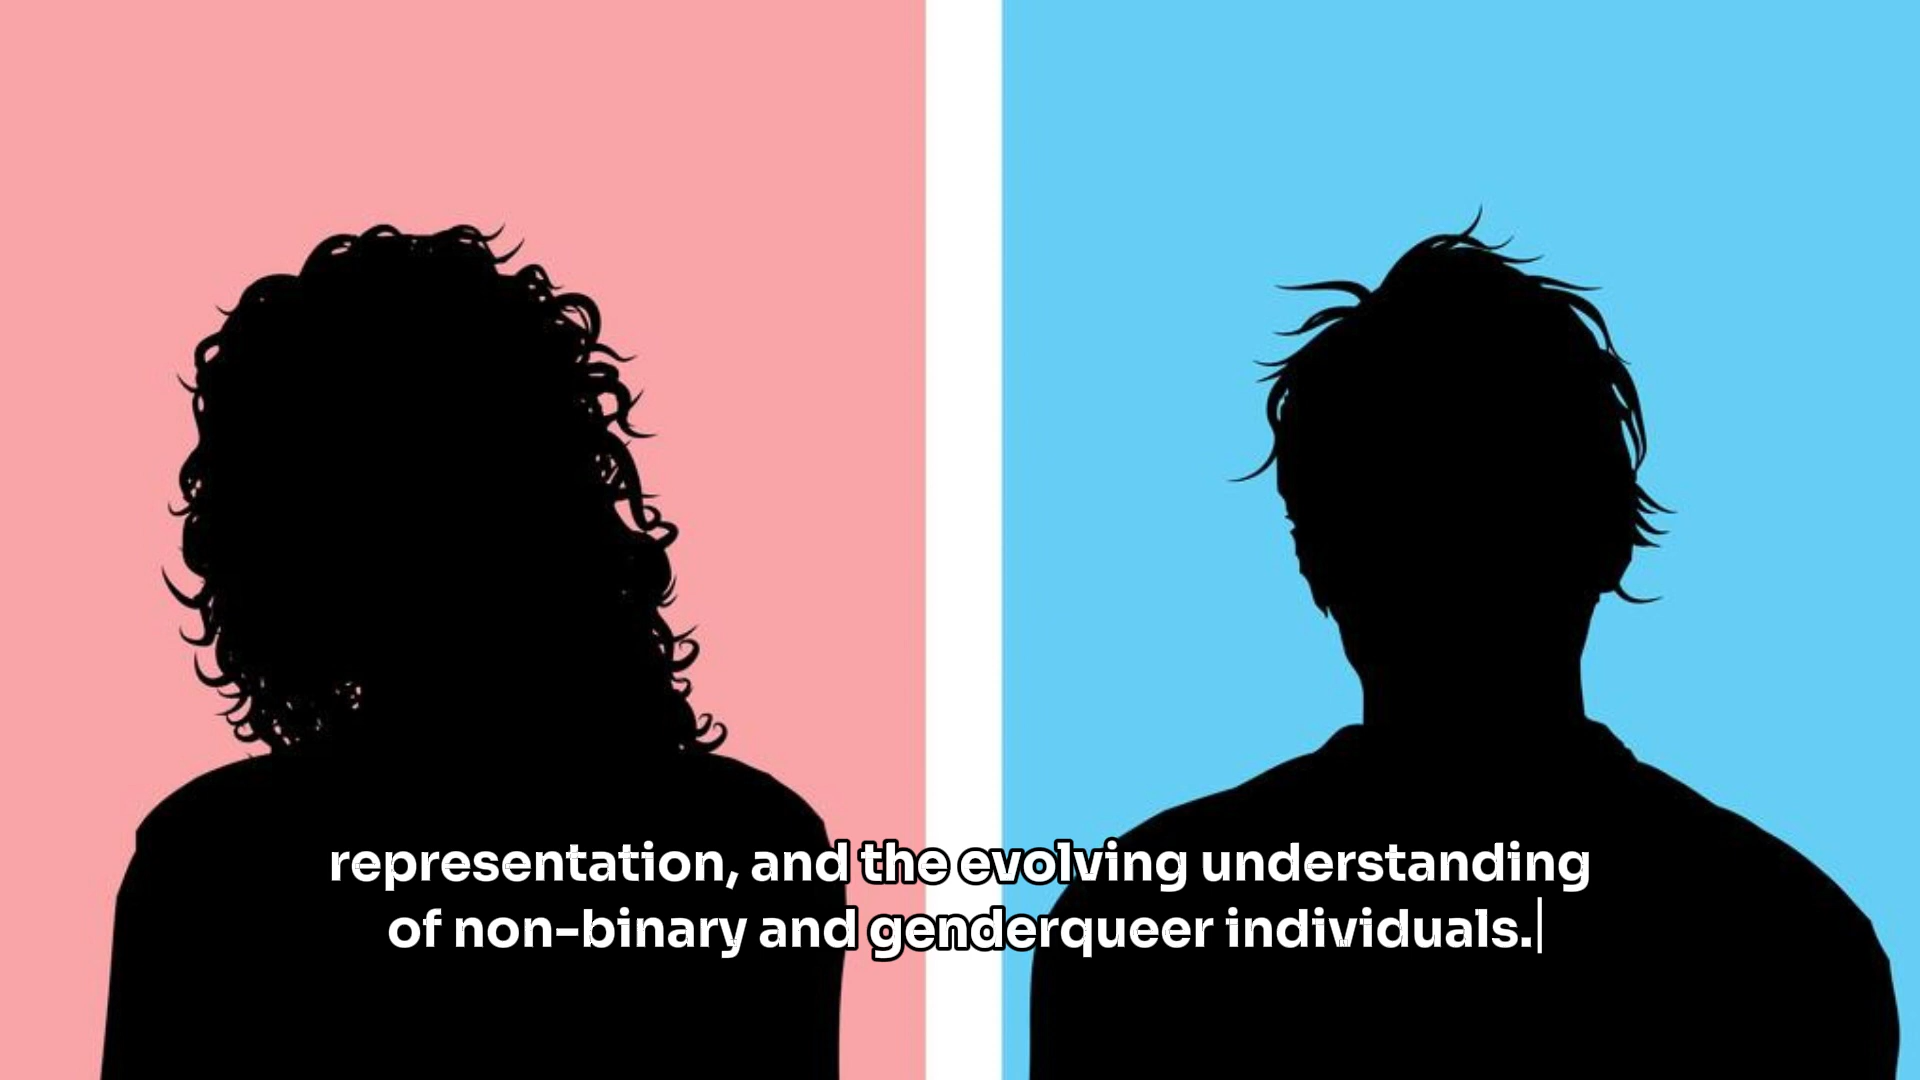 representation, and the evolving understanding
of non-binary and genderqueer individuals.